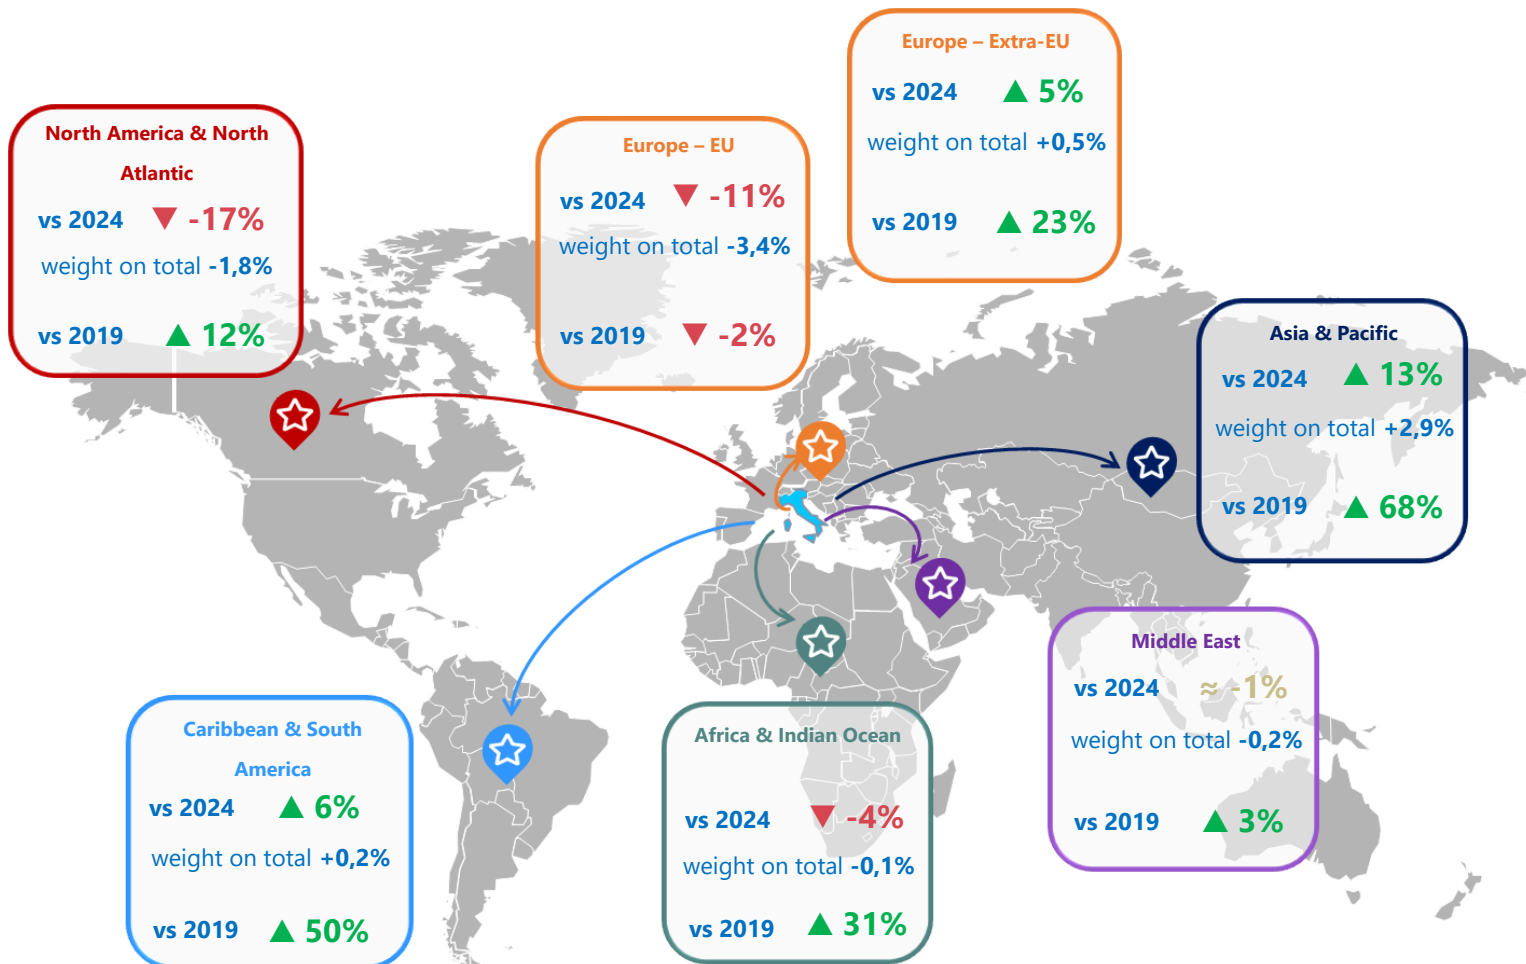 Europe – Extra-EU
vs 2024 ▲ 5%
weight on total +0,5%
vs 2019 ▲ 23%
North America & North
Atlantic
vs 2024 ▼ -17%
weight on total -1,8%
vs 2019 ▲ 12%
Europe – EU
vs 2024 ▼ -11%
weight on total -3,4%
vs 2019 ▼ -2%
Asia & Pacific
vs 2024 ▲ 13%
weight on total +2,9%
vs 2019 ▲ 68%
Middle East
vs 2024 ≈ -1%
weight on total -0,2%
vs 2019 ▲ 3%
Caribbean & South
America
vs 2024 ▲ 6%
weight on total +0,2%
vs 2019 ▲ 50%
Africa & Indian Ocean
vs 2024 ▼ -4%
weight on total -0,1%
vs 2019 ▲ 31%